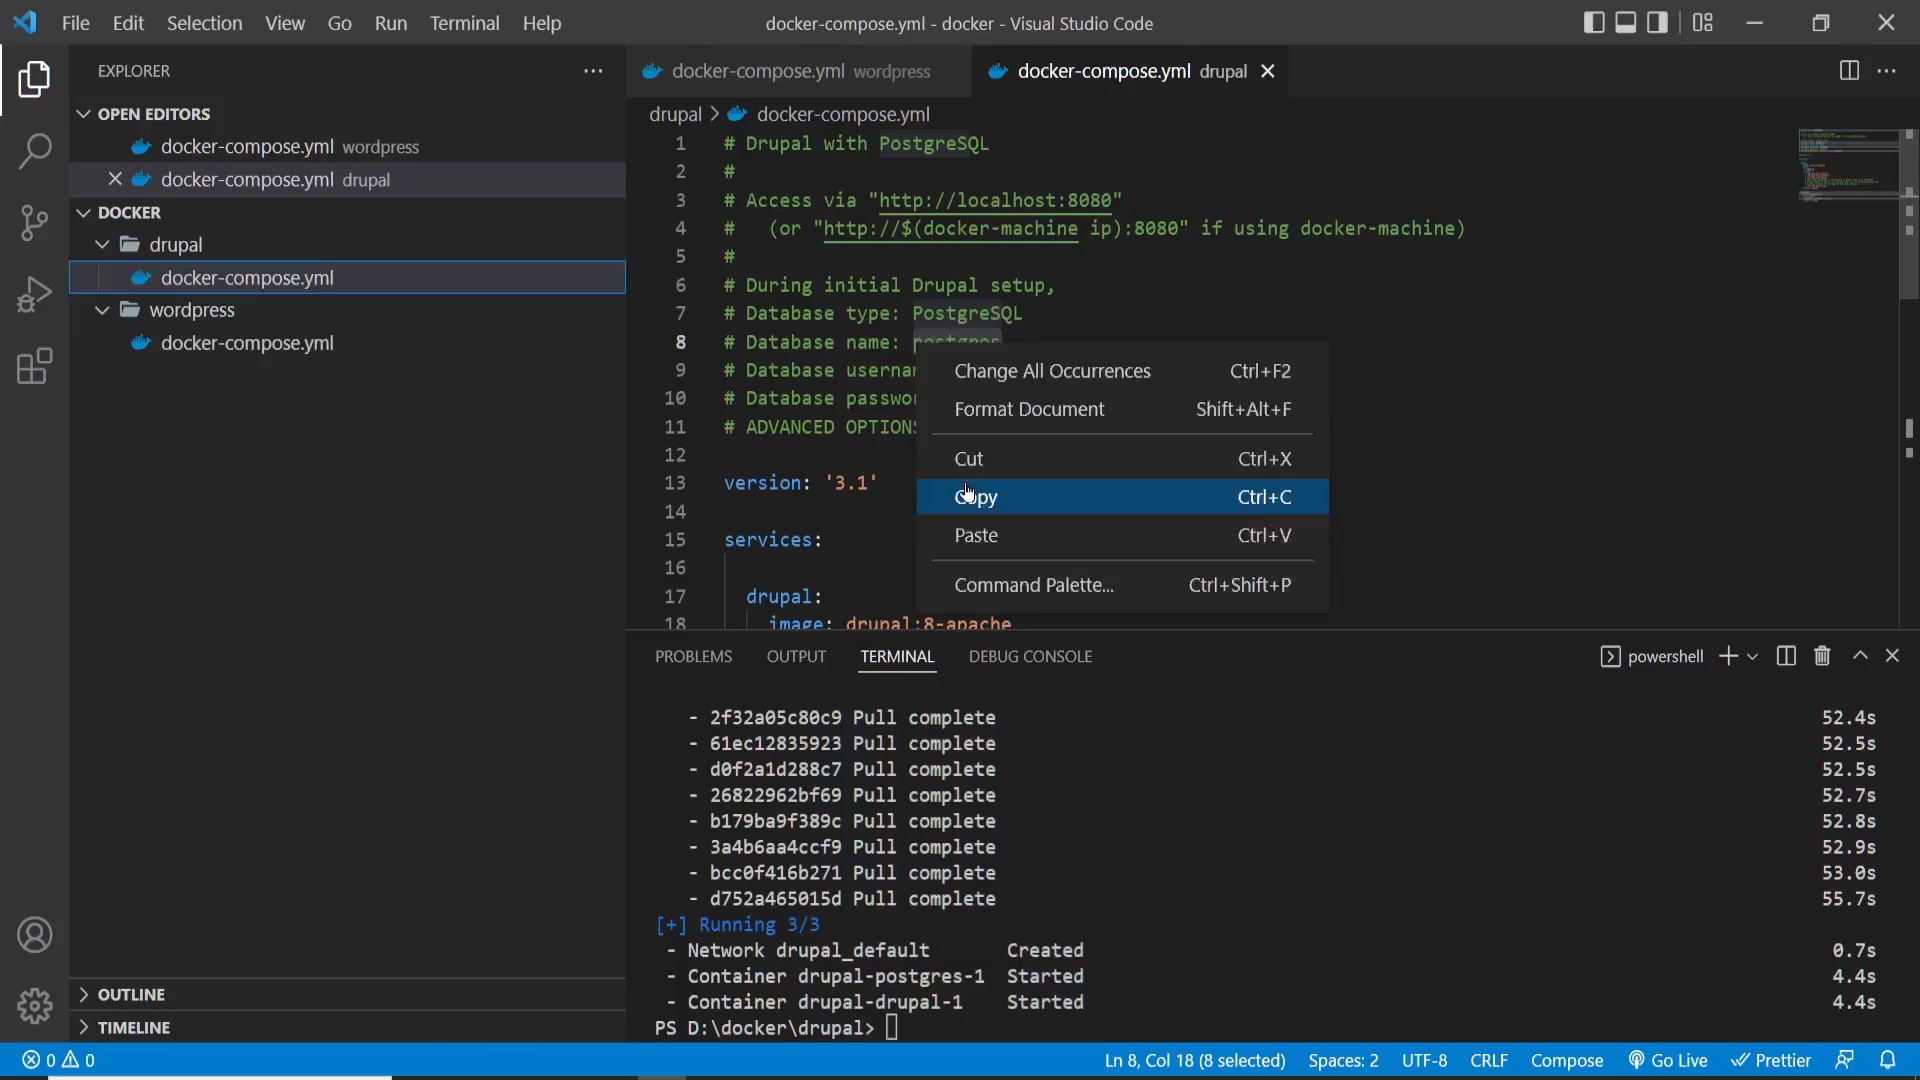 File Edit Selection View Go Run Terminal Help
docker-compose.yml - docker - Visual Studio Code
EXPLORER
OPEN EDITORS
docker-compose.yml wordpress
docker-compose.yml drupal
DOCKER
drupal
docker-compose.yml
wordpress
docker-compose.yml
OUTLINE
TIMELINE
docker-compose.yml wordpress
docker-compose.yml drupal
drupal > docker-compose.yml
1 # Drupal with PostgreSQL
2 #
3 # Access via "http://localhost:8080"
4 #   (or "http://$(docker-machine ip):8080" if using docker-machine)
5 #
6 # During initial Drupal setup,
7 # Database type: PostgreSQL
8 # Database name: postgres
9 # Database userna
10 # Database passwo
11 # ADVANCED OPTIONS
12
13 version: '3.1'
14
15 services:
16
17 drupal:
18 image: drupal:8-apache
Change All Occurrences Ctrl+F2
Format Document Shift+Alt+F
Cut Ctrl+X
Copy Ctrl+C
Paste Ctrl+V
Command Palette... Ctrl+Shift+P
PROBLEMS OUTPUT TERMINAL DEBUG CONSOLE
powershell
- 2f32a05c80c9 Pull complete 52.4s
- 61ec12835923 Pull complete 52.5s
- d0f2a1d288c7 Pull complete 52.5s
- 26822962bf69 Pull complete 52.7s
- b179ba9f389c Pull complete 52.8s
- 3a4b6aa4ccf9 Pull complete 52.9s
- bcc0f416b271 Pull complete 53.0s
- d752a465015d Pull complete 55.7s
[+] Running 3/3
- Network drupal_default Created 0.7s
- Container drupal-postgres-1 Started 4.4s
- Container drupal-drupal-1 Started 4.4s
PS D:\docker\drupal>
0 0
Ln 8, Col 18 (8 selected) Spaces: 2 UTF-8 CRLF Compose Go Live Prettier